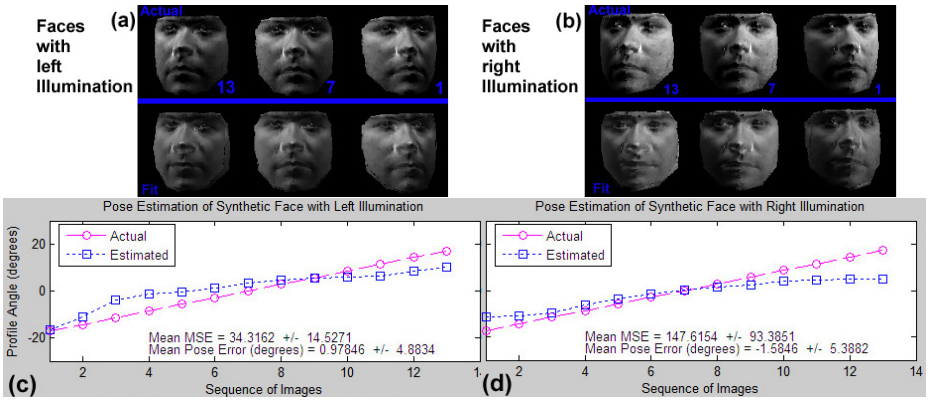 Faces with left Illumination
(a)
Actual
13
7
1
Fit
Faces with right Illumination
(b)
Actual
13
7
1
Fit
Pose Estimation of Synthetic Face with Left Illumination
Actual
Estimated
Profile Angle (degrees)
20
0
-20
Mean MSE = 34.3162 +/- 14.5271
Mean Pose Error (degrees) = 0.97846 +/- 4.8834
2
4
6
8
10
12
1
Sequence of Images
(c)
Pose Estimation of Synthetic Face with Right Illumination
Actual
Estimated
Mean MSE = 147.6154 +/- 93.3851
Mean Pose Error (degrees) = -1.5846 +/- 5.3882
2
4
6
8
10
12
14
Sequence of Images
(d)